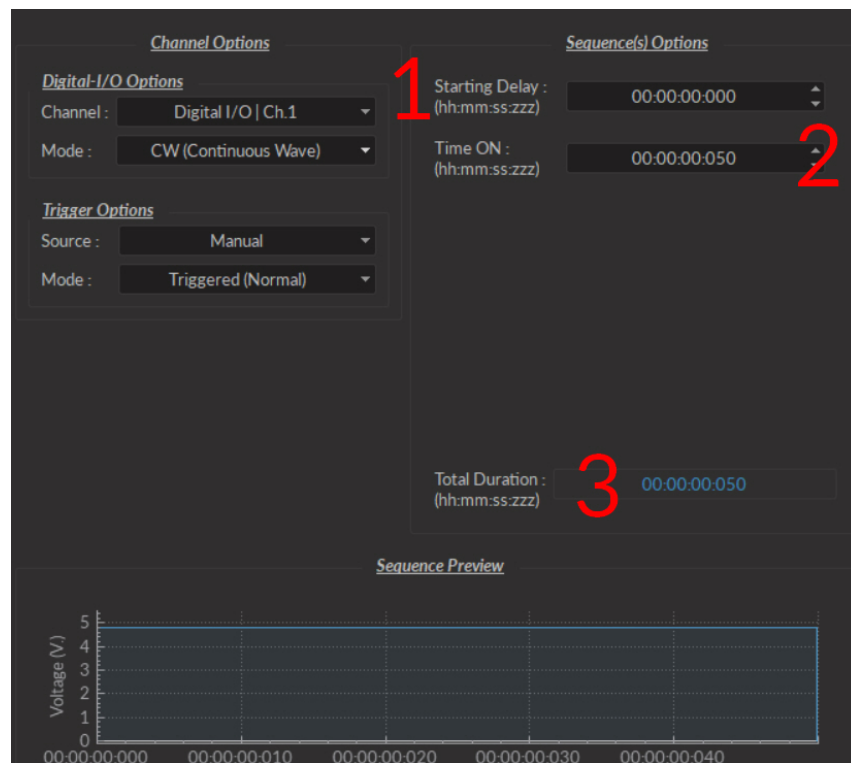 Channel Options
Digital-I/O Options
Channel : Digital I/O | Ch.1
Mode : CW (Continuous Wave)
Trigger Options
Source : Manual
Mode : Triggered (Normal)
1
Sequence(s) Options
Starting Delay :
(hh:mm:ss:zzz) 00:00:00:000
Time ON :
(hh:mm:ss:zzz) 00:00:00:050
2
Total Duration :
(hh:mm:ss:zzz) 00:00:00:050
3
Sequence Preview
Voltage (V.)
5
4
3
2
1
0
00:00:00:000 00:00:00:010 00:00:00:020 00:00:00:030 00:00:00:040